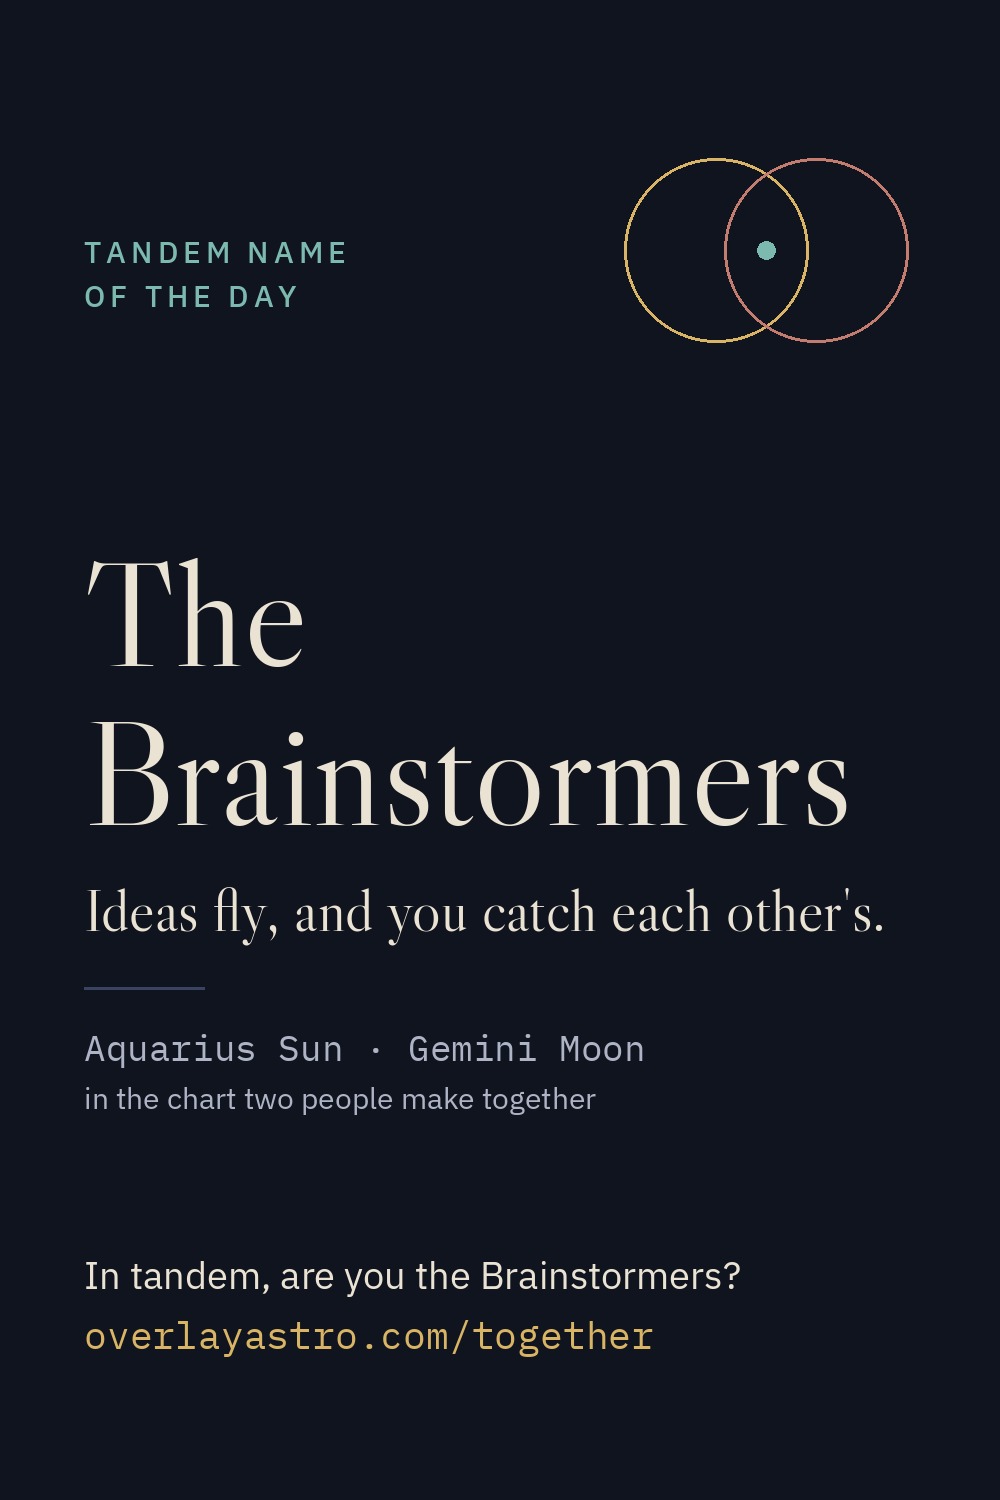 TANDEM NAME
OF THE DAY
The
Brainstormers
Ideas fly, and you catch each other's.
Aquarius Sun · Gemini Moon
in the chart two people make together
In tandem, are you the Brainstormers?
overlayastro.com/together